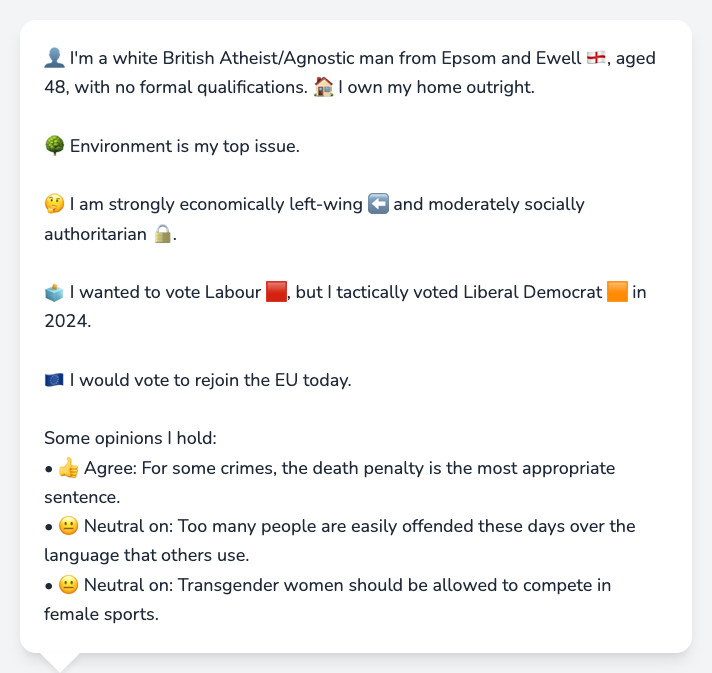 👤 I'm a white British Atheist/Agnostic man from Epsom and Ewell 🏴󠁧󠁢󠁥󠁮󠁧󠁿, aged
48, with no formal qualifications. 🏠 I own my home outright.
🌳 Environment is my top issue.
🤔 I am strongly economically left-wing ⬅️ and moderately socially
authoritarian 🔒.
🗳️ I wanted to vote Labour 🟥, but I tactically voted Liberal Democrat 🟧 in
2024.
🇪🇺 I would vote to rejoin the EU today.
Some opinions I hold:
• 👍 Agree: For some crimes, the death penalty is the most appropriate
sentence.
• 😐 Neutral on: Too many people are easily offended these days over the
language that others use.
• 😐 Neutral on: Transgender women should be allowed to compete in
female sports.